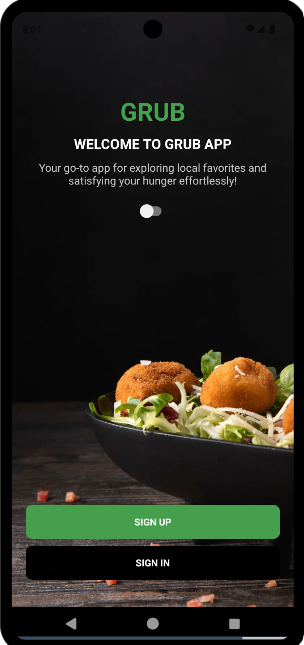 GRUB
WELCOME TO GRUB APP
Your go-to app for exploring local favorites and
satisfying your hunger effortlessly!
SIGN UP
SIGN IN